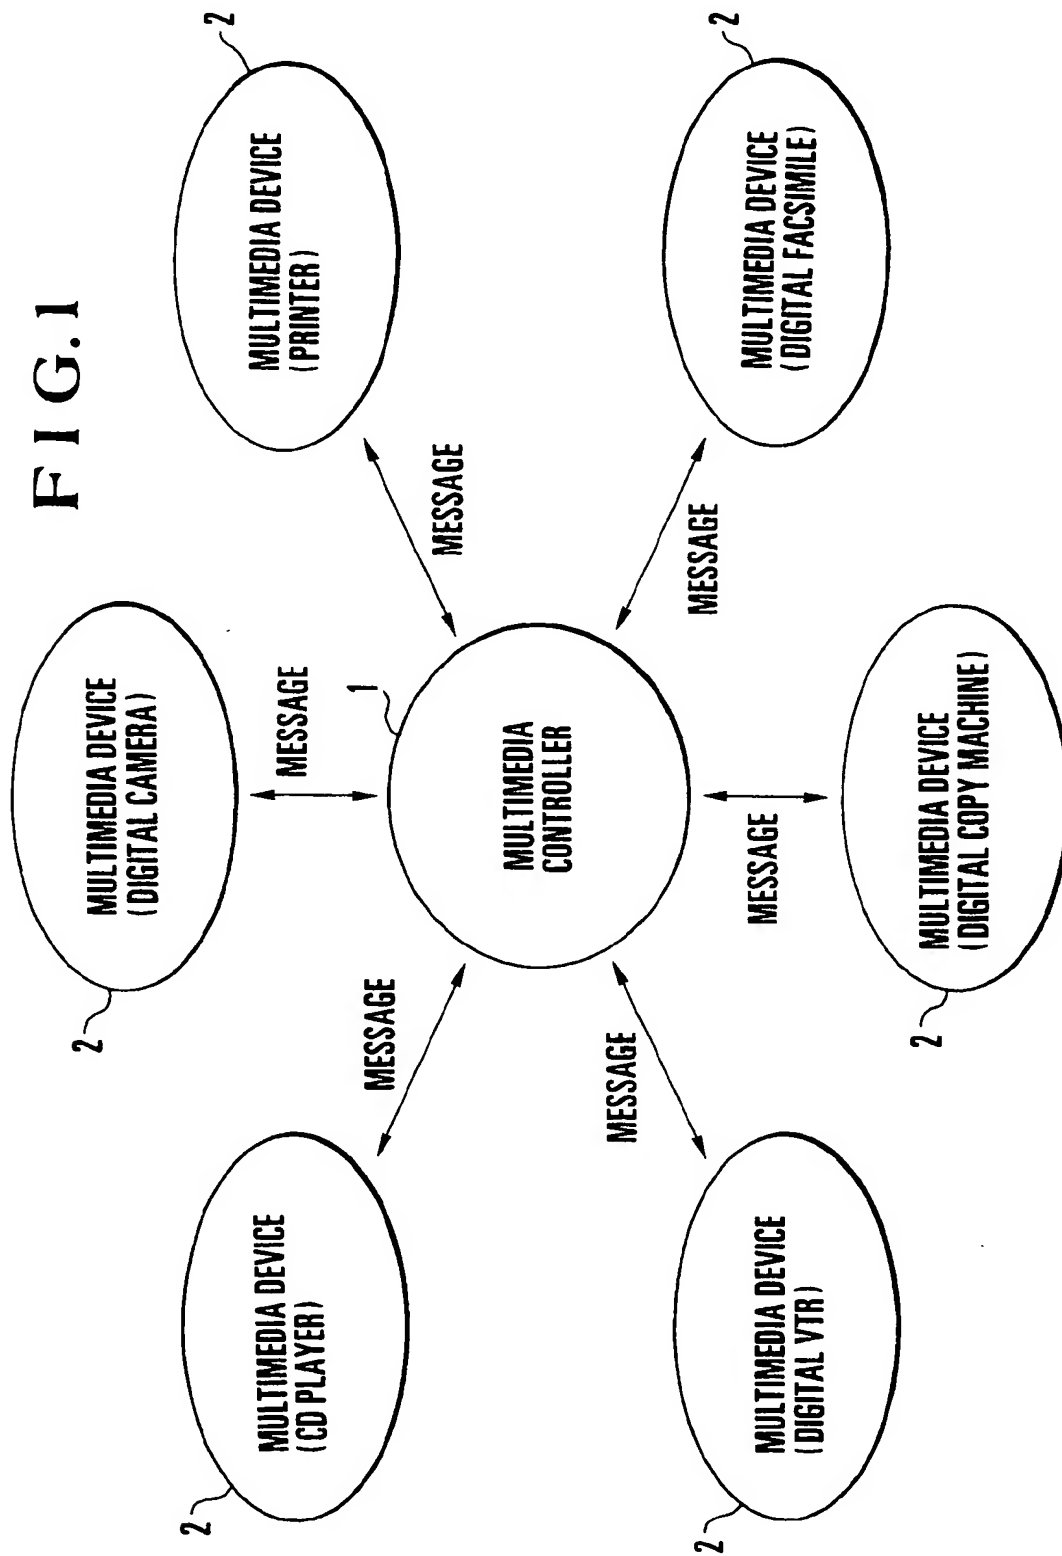 FIG.1
2
MULTIMEDIA DEVICE
(DIGITAL CAMERA)
2
MULTIMEDIA DEVICE
(CD PLAYER)
MULTIMEDIA DEVICE
(PRINTER)
2
MESSAGE
MESSAGE
MESSAGE
1
MULTIMEDIA
CONTROLLER
MESSAGE
MESSAGE
MESSAGE
2
MULTIMEDIA DEVICE
(DIGITAL VTR)
MULTIMEDIA DEVICE
(DIGITAL FACSIMILE)
2
2
MULTIMEDIA DEVICE
(DIGITAL COPY MACHINE)